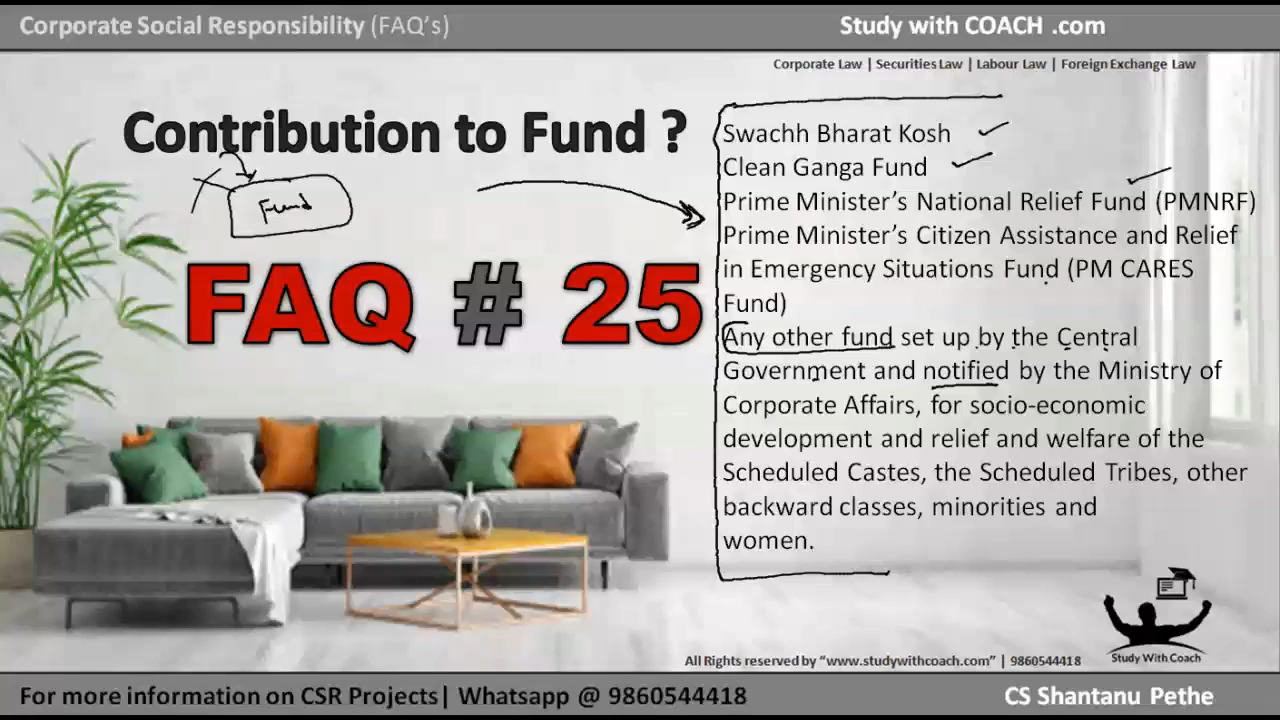 Corporate Social Responsibility (FAQ's)
Study with COACH .com
Corporate Law | Securities Law | Labour Law | Foreign Exchange Law
Contribution to Fund ?
Fund
FAQ # 25
Swachh Bharat Kosh
Clean Ganga Fund
Prime Minister's National Relief Fund (PMNRF)
Prime Minister's Citizen Assistance and Relief
in Emergency Situations Fund (PM CARES
Fund)
Any other fund set up by the Central
Government and notified by the Ministry of
Corporate Affairs, for socio-economic
development and relief and welfare of the
Scheduled Castes, the Scheduled Tribes, other
backward classes, minorities and
women.
Study With Coach
All Rights reserved by “www.studywithcoach.com” | 9860544418
For more information on CSR Projects| Whatsapp @ 9860544418
CS Shantanu Pethe